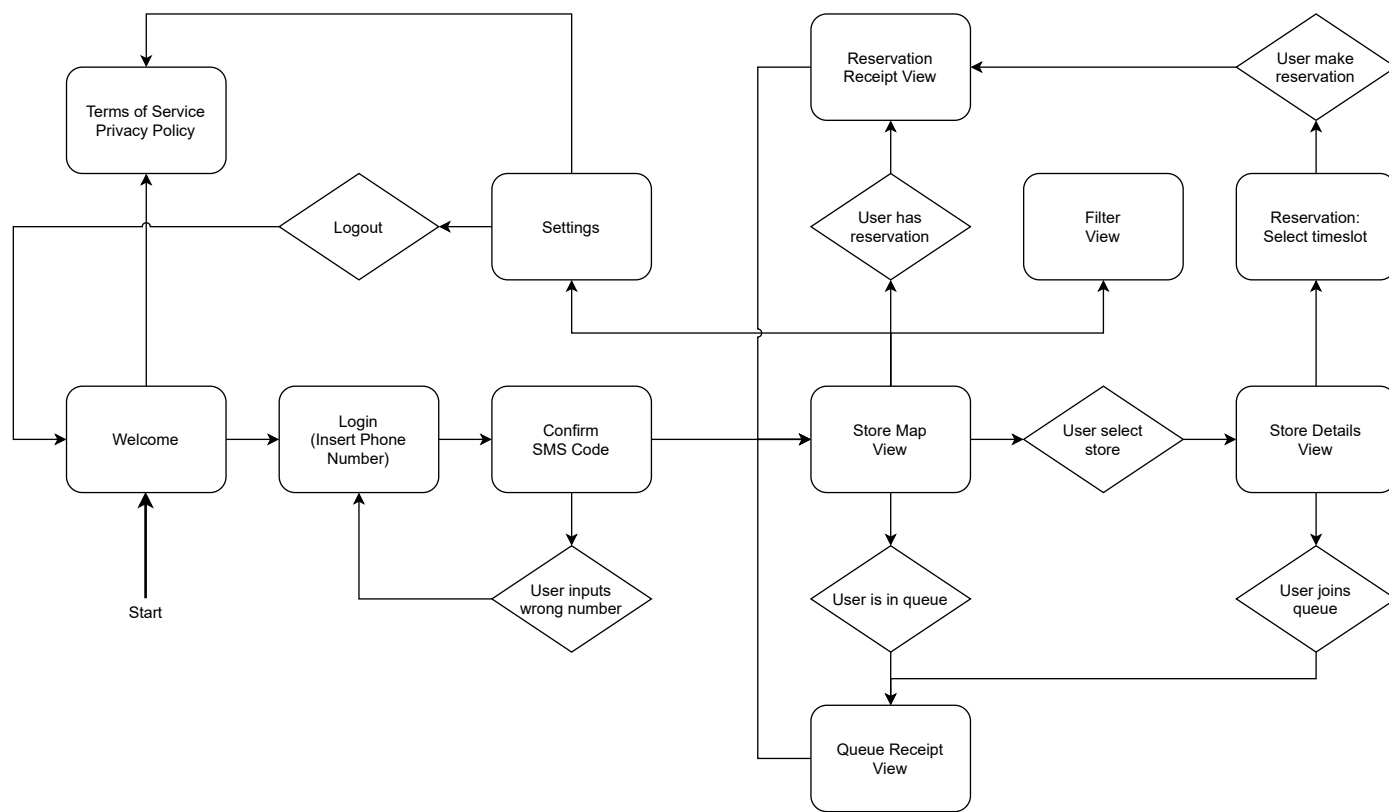 Reservation
Receipt View
User make
reservation
Terms of Service
Privacy Policy
Logout
Settings
User has
reservation
Filter
View
Reservation:
Select timeslot
Welcome
Login
(Insert Phone
Number)
Confirm
SMS Code
Store Map
View
User select
store
Store Details
View
Start
User inputs
wrong number
User is in queue
User joins
queue
Queue Receipt
View